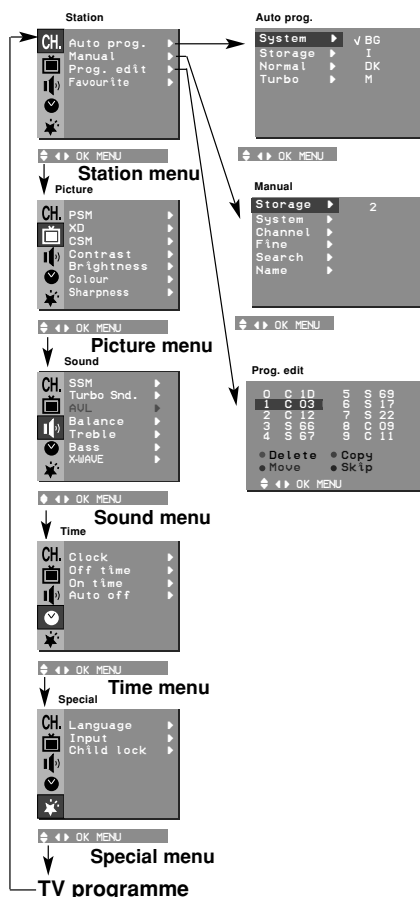 Station
CH. Auto prog.
Manual
Prog. edit
Favourite
OK MENU
Station menu
Picture
CH. PSM
XD
CSM
Contrast
Brightness
Colour
Sharpness
OK MENU
Picture menu
Sound
CH. SSM
Turbo Snd.
AVL
Balance
Treble
Bass
X-WAVE
OK MENU
Sound menu
Time
CH. Clock
Off time
On time
Auto off
OK MENU
Time menu
Special
CH. Language
Input
Child lock
OK MENU
Special menu
TV programme
Auto prog.
System √ BG
Storage I
Normal DK
Turbo M
OK MENU
Manual
Storage 2
System
Channel
Fine
Search
Name
OK MENU
Prog. edit
0 C 10 5 S 69
1 C 03 6 S 17
2 C 12 7 S 22
3 S 66 8 C 09
4 S 67 9 C 11
Delete Copy
Move Skip
OK MENU